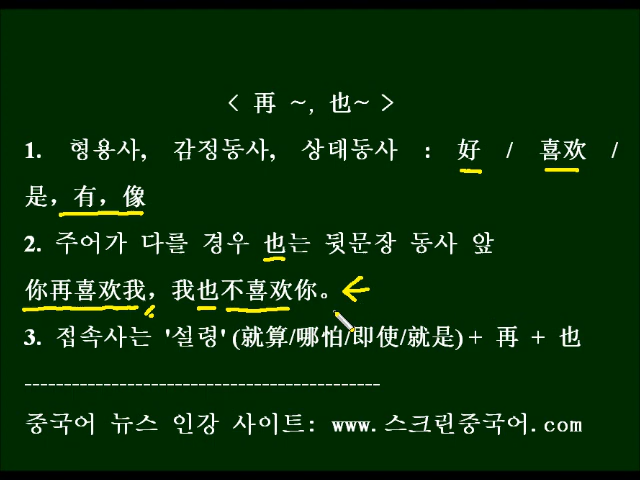 < 再 ~, 也~ >
1. 형용사, 감정동사, 상태동사 : 好 / 喜欢 /
是, 有, 像
2. 주어가 다를 경우 也는 뒷문장 동사 앞
你再喜欢我, 我也不喜欢你。
3. 접속사는 '설령' (就算/哪怕/即使/就是) + 再 + 也
---------------------------------------------
중국어 뉴스 인강 사이트: www.스크린중국어.com